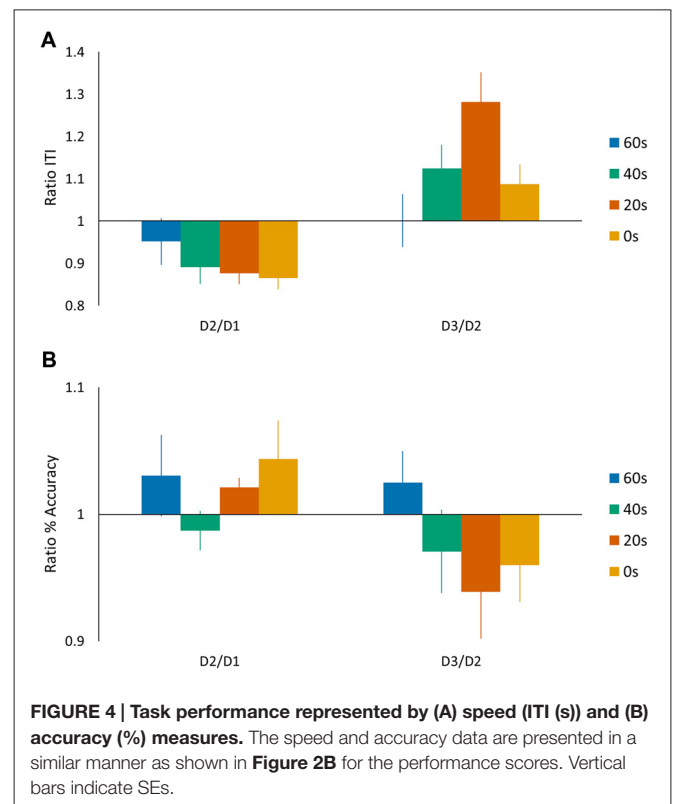 A
1.4
1.3
1.2
1.1
1
0.9
0.8
Ratio ITI
D2/D1
D3/D2
60s
40s
20s
0s
B
1.1
1
0.9
Ratio % Accuracy
D2/D1
D3/D2
60s
40s
20s
0s
FIGURE 4 | Task performance represented by (A) speed (ITI (s)) and (B)
accuracy (%) measures. The speed and accuracy data are presented in a
similar manner as shown in Figure 2B for the performance scores. Vertical
bars indicate SEs.